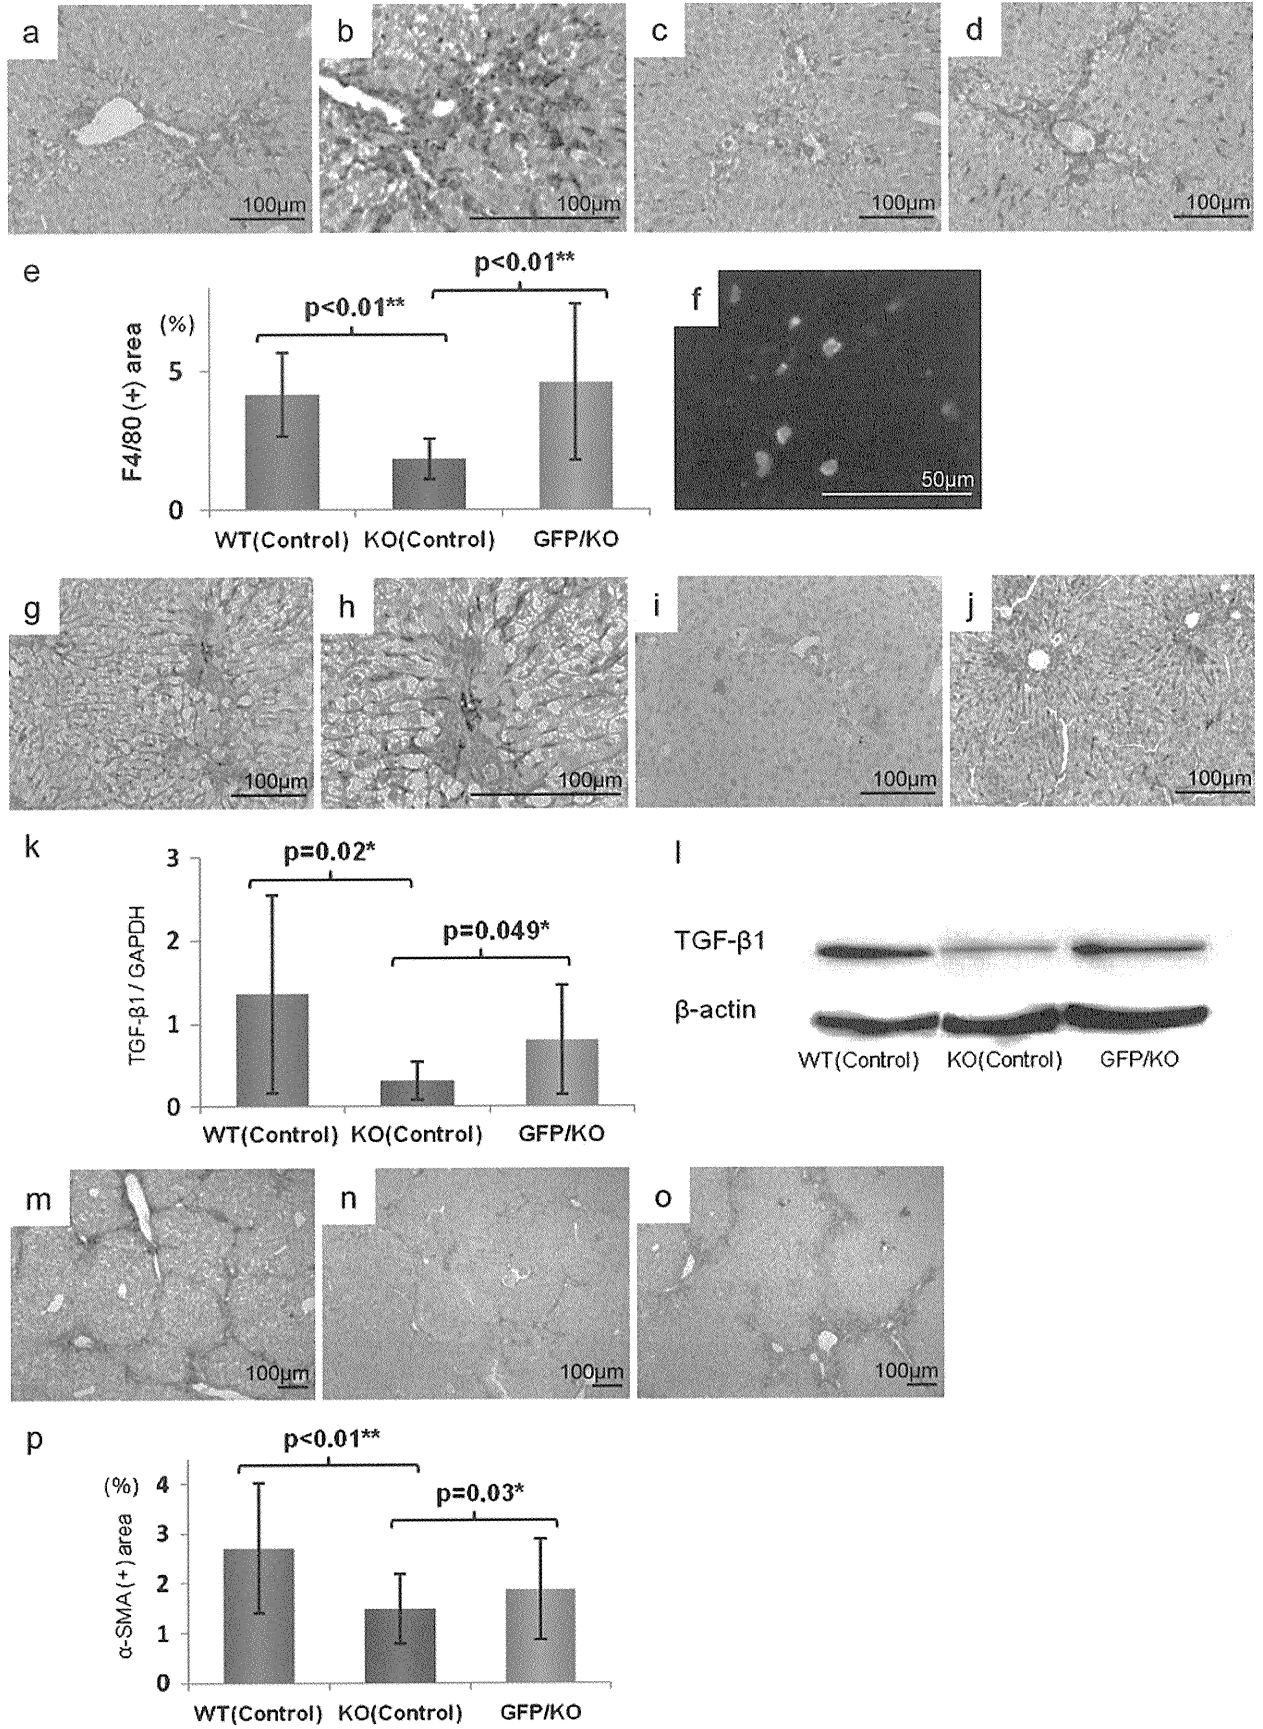 a
b
c
d
100µm
100µm
100µm
100µm
e
p<0.01**
p<0.01**
(%)
F4/80 (+) area
5
0
WT(Control) KO(Control) GFP/KO
f
50µm
g
h
i
j
100µm
100µm
100µm
100µm
k
p=0.02*
p=0.049*
TGF-β1 / GAPDH
3
2
1
0
WT(Control) KO(Control) GFP/KO
l
TGF-β1
β-actin
WT(Control) KO(Control) GFP/KO
m
n
o
100µm
100µm
100µm
p
p<0.01**
p=0.03*
(%)
α-SMA(+) area
4
3
2
1
0
WT(Control) KO(Control) GFP/KO